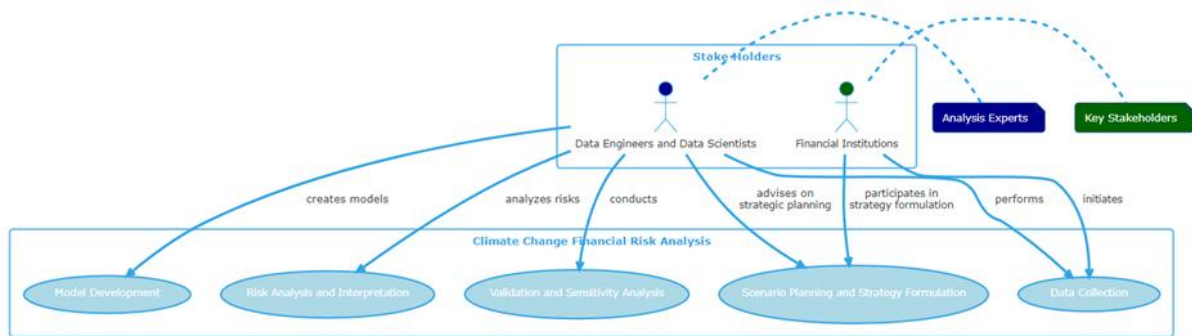 Stake Holders
Analysis Experts
Key Stakeholders
Data Engineers and Data Scientists
Financial Institutions
creates models
analyzes risks
conducts
advises on
strategic planning
participates in
strategy formulation
performs
initiates
Climate Change Financial Risk Analysis
Model Development
Risk Analysis and Interpretation
Validation and Sensitivity Analysis
Scenario Planning and Strategy Formulation
Data Collection